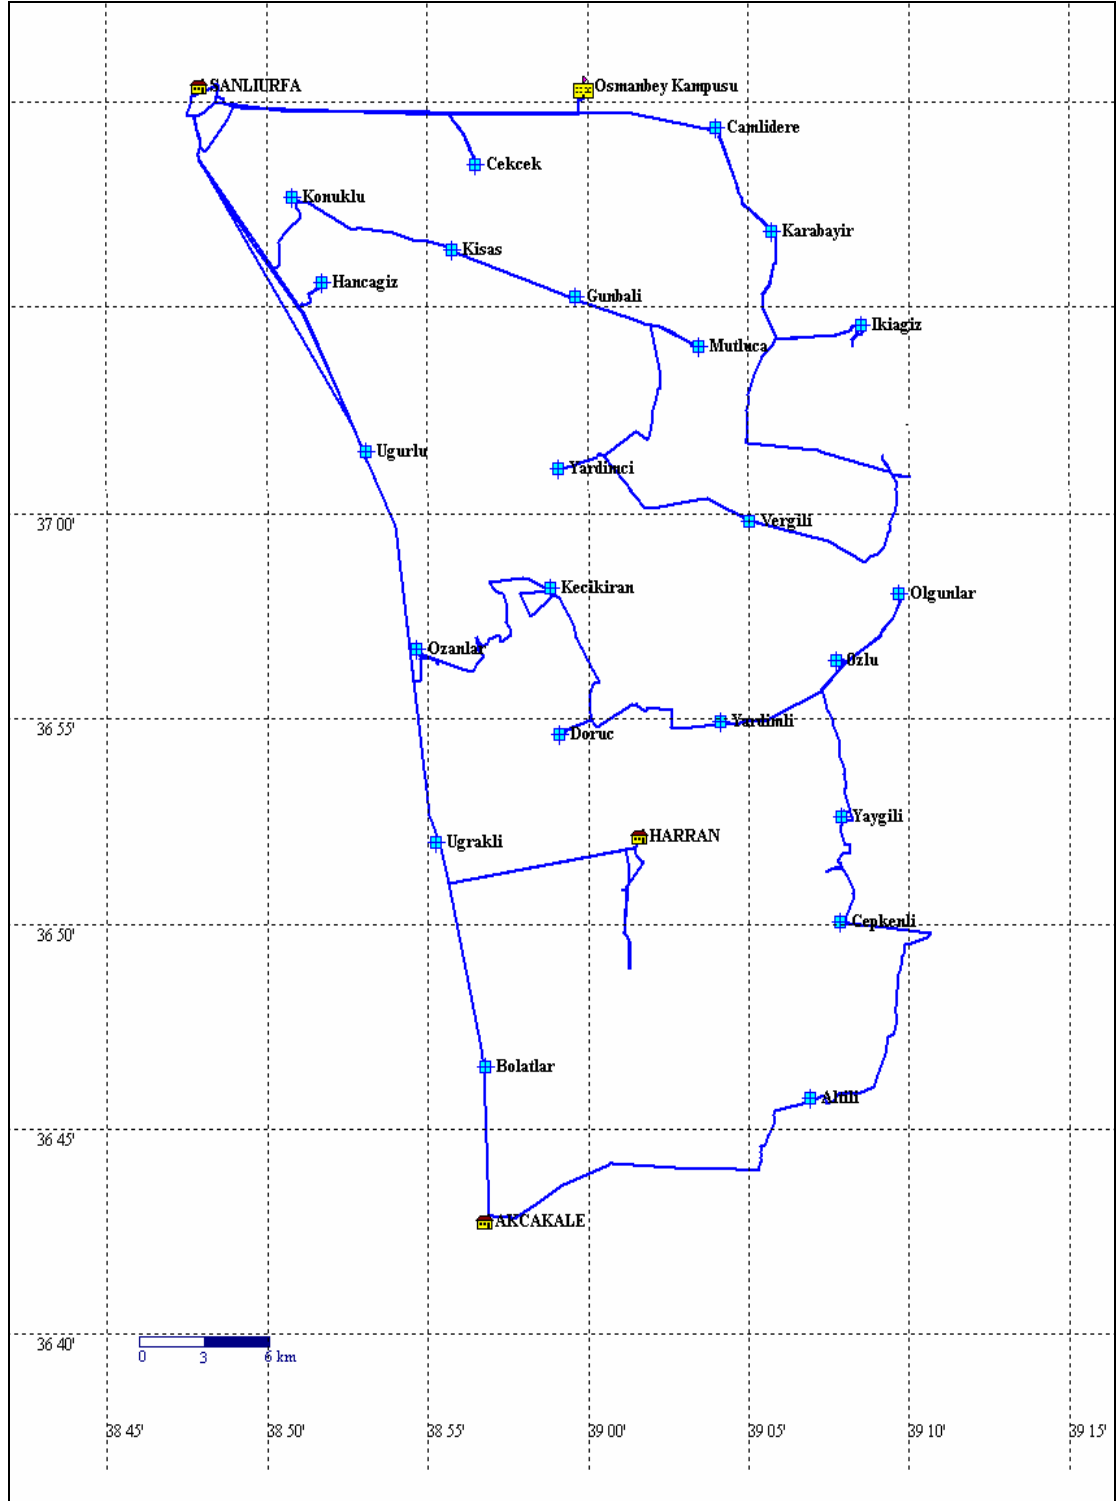 SANLIURFA
Osmanbey Kampusu
Camlidere
Cekcek
Konuklu
Karabayir
Kisas
Hancagiz
Gunbali
Ikiagiz
Mutluca
Ugurlu
Yardimci
37 00'
Vergili
Kecikiran
Olgunlar
Ozanlar
Ozlu
36 55'
Yardimli
Doruc
Yaygili
HARRAN
Ugrakli
Cepkenli
36 50'
Bolatlar
Altili
36 45'
AKCAKALE
36 40'
0 3 6 km
38 45' 38 50' 38 55' 39 00' 39 05' 39 10' 39 15'